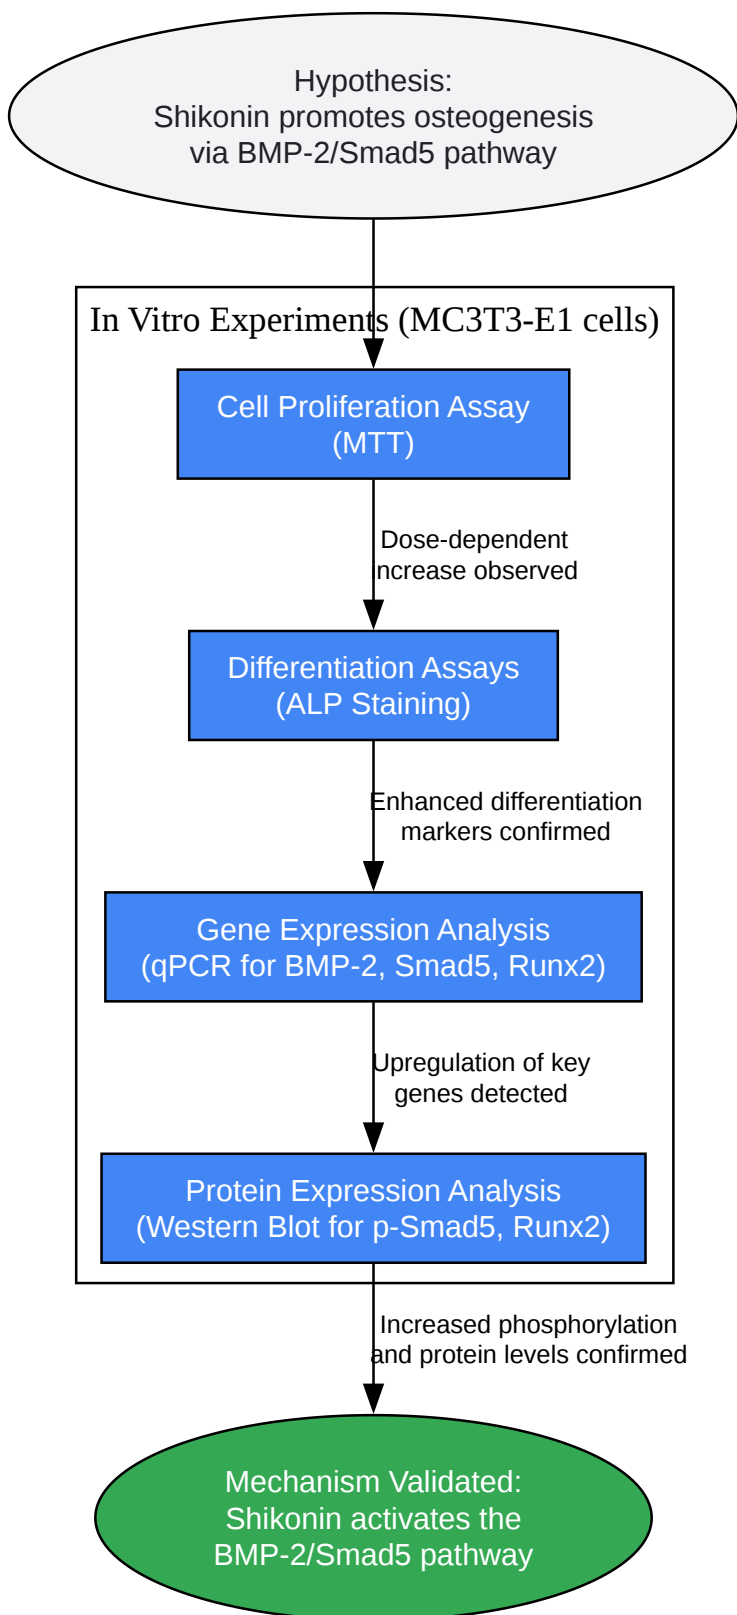 Hypothesis:
Shikonin promotes osteogenesis
via BMP-2/Smad5 pathway
In Vitro Experiments (MC3T3-E1 cells)
Cell Proliferation Assay
(MTT)
Dose-dependent
increase observed
Differentiation Assays
(ALP Staining)
Enhanced differentiation
markers confirmed
Gene Expression Analysis
(qPCR for BMP-2, Smad5, Runx2)
Upregulation of key
genes detected
Protein Expression Analysis
(Western Blot for p-Smad5, Runx2)
Increased phosphorylation
and protein levels confirmed
Mechanism Validated:
Shikonin activates the
BMP-2/Smad5 pathway